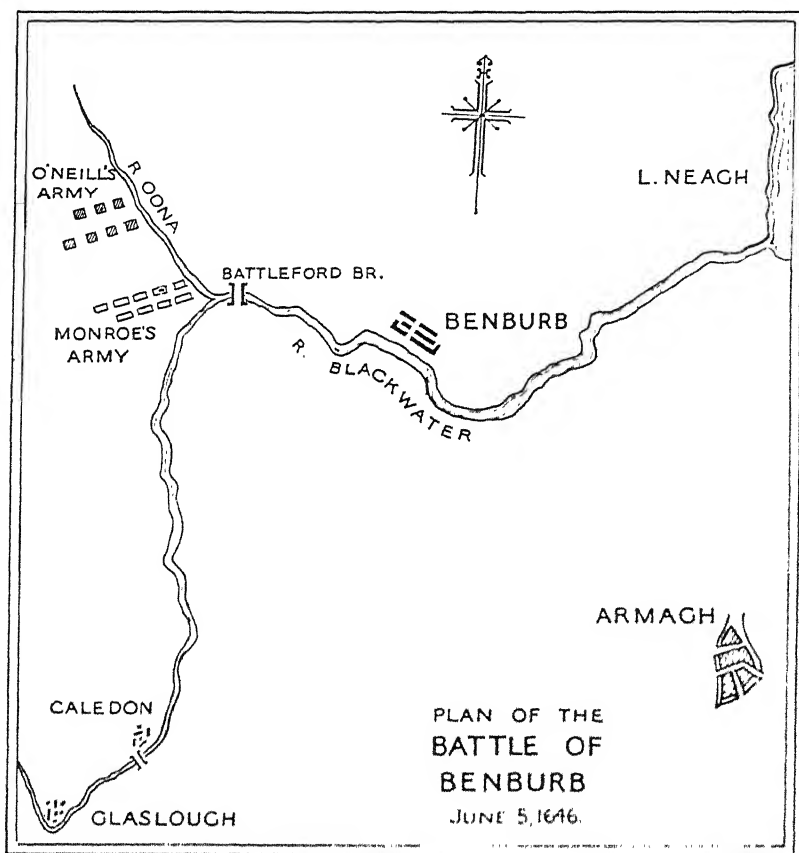 O'NEILL'S
ARMY
R OONA
L. NEAGH
BATTLEFORD BR.
MONROE'S
ARMY
BENBURB
R. BLACKWATER
ARMAGH
CALEDON
GLASLOUGH
PLAN OF THE
BATTLE OF
BENBURB
JUNE 5, 1646.